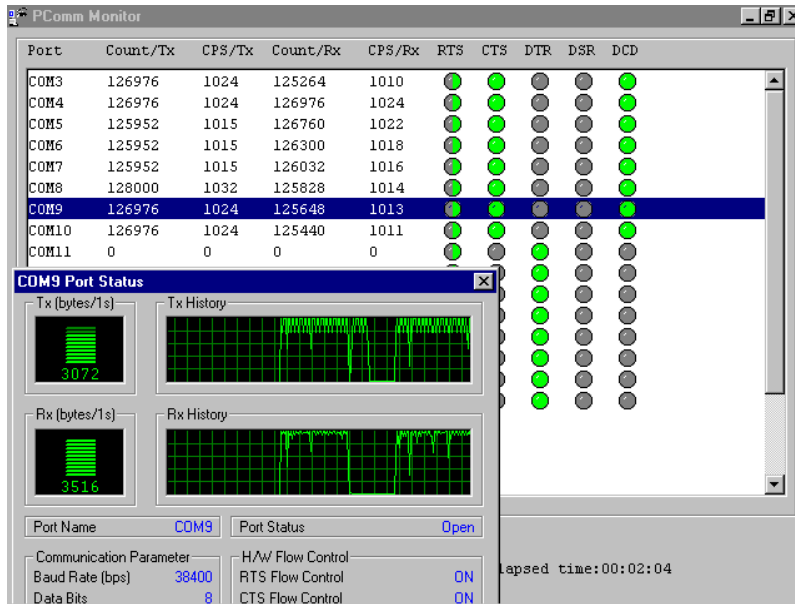 PComm Monitor
Port Count/Tx CPS/Tx Count/Rx CPS/Rx RTS CTS DTR DSR DCD
COM3 126976 1024 125264 1010
COM4 126976 1024 126976 1024
COM5 125952 1015 126760 1022
COM6 125952 1015 126300 1018
COM7 125952 1015 126032 1016
COM8 128000 1032 125828 1014
COM9 126976 1024 125648 1013
COM10 126976 1024 125440 1011
COM11 0 0 0 0
COM9 Port Status
Tx (bytes/1s) Tx History
3072
Rx (bytes/1s) Rx History
3516
Port Name COM9 Port Status Open
Communication Parameter H/W Flow Control
Baud Rate (bps) 38400 RTS Flow Control ON
lapsed time:00:02:04
Data Bits 8 CTS Flow Control ON